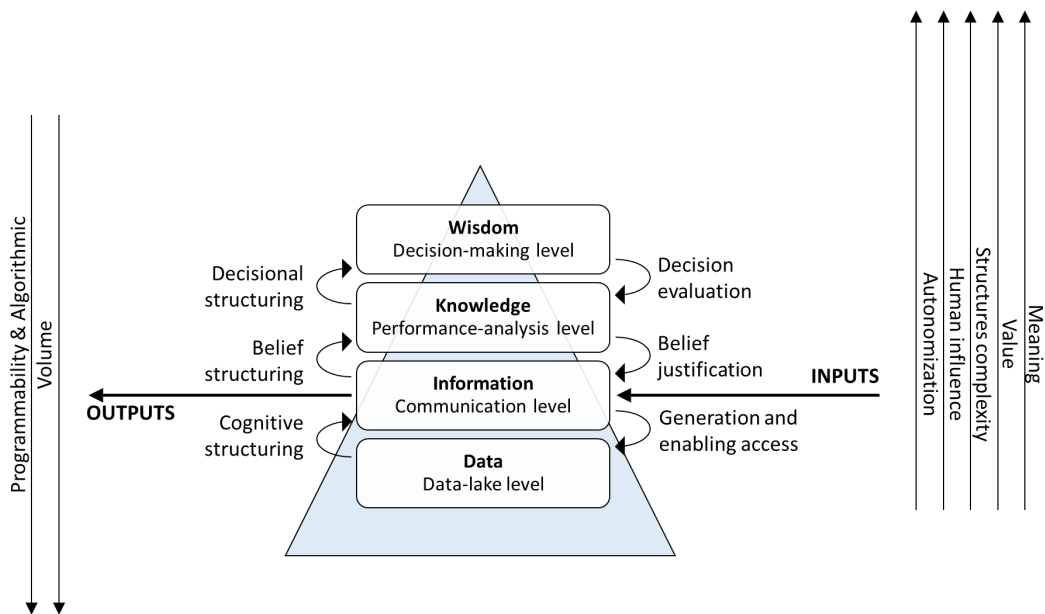 Programmability & Algorithmic
Volume
Wisdom
Decision-making level
Decisional
structuring
Decision
evaluation
Knowledge
Performance-analysis level
Belief
structuring
Belief
justification
Information
Communication level
INPUTS
OUTPUTS
Cognitive
structuring
Generation and
enabling access
Data
Data-lake level
Autonomization
Human influence
Structures complexity
Value
Meaning